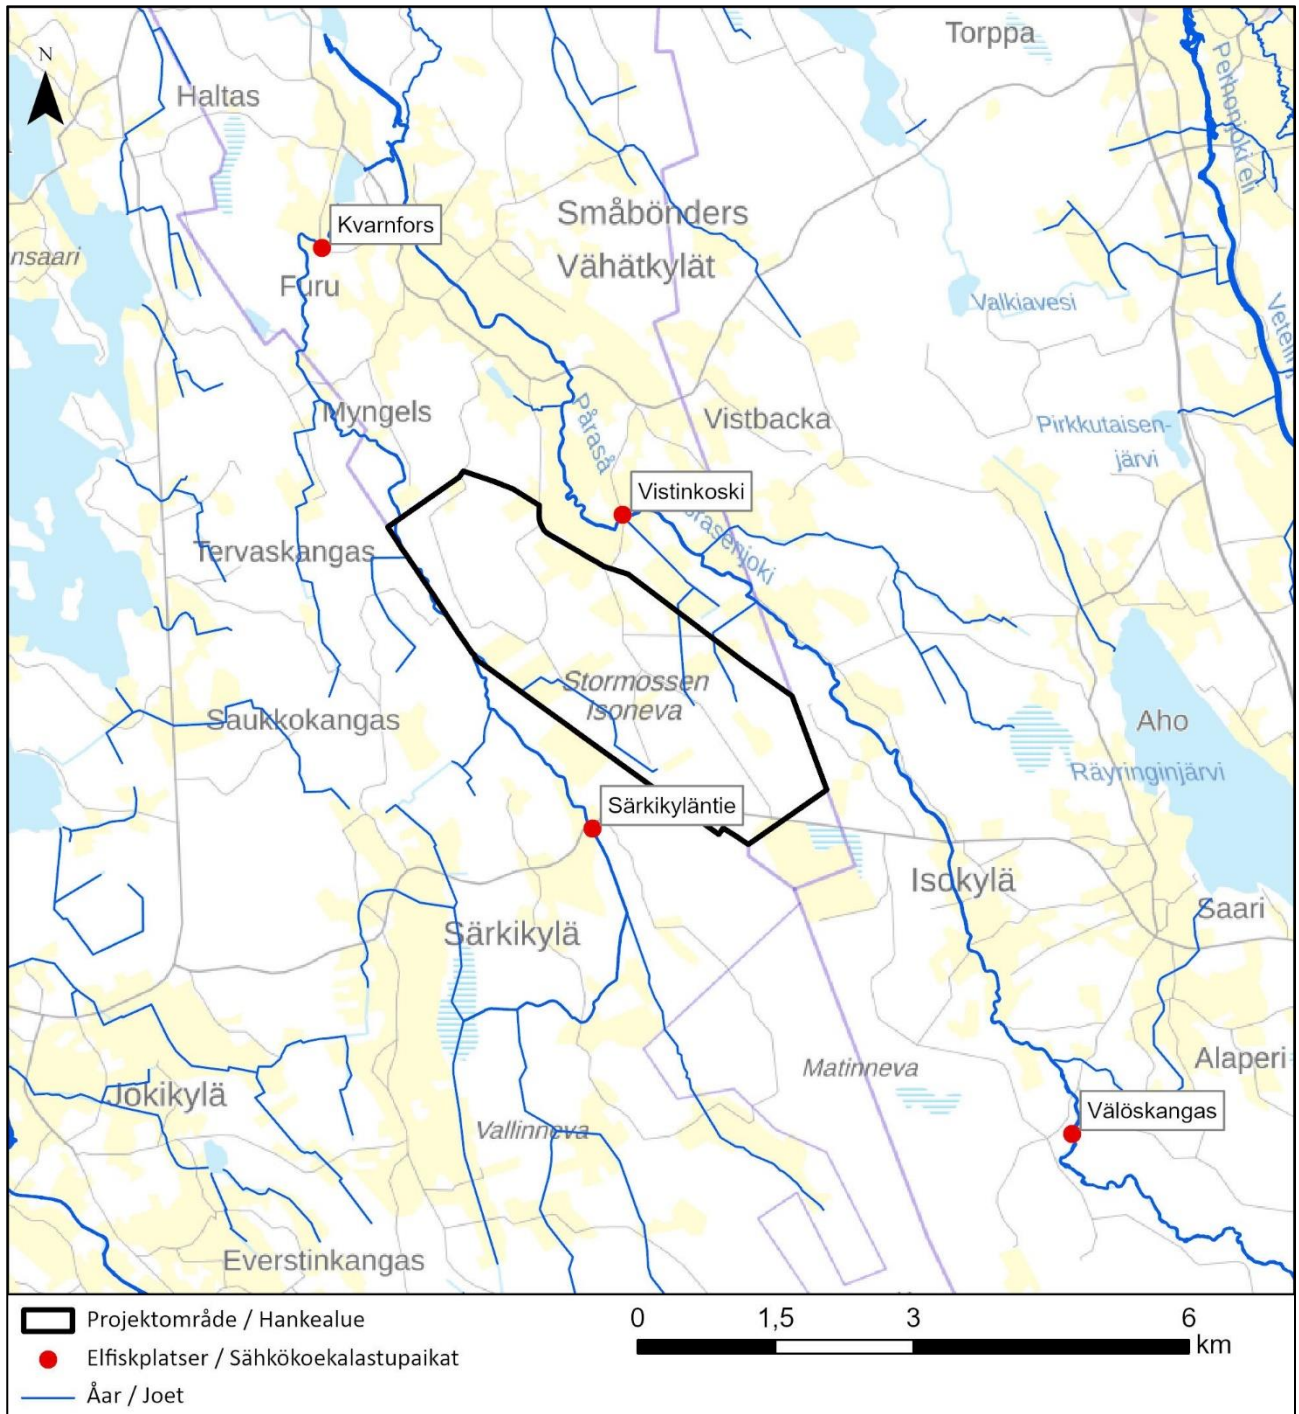 Torppa
N
Haltas
Perhonjoki eli
Kvarnfors
Småbönders
Vähätkylät
nsaari
Furu
Valkiavesi
Myngels
Vistbacka
Pirkkutaisen-
järvi
Påraså
Vistinkoski
Tervaskangas
Stormossen
Isoneva
Saukkokangas
Aho
Räyringinjärvi
Särkikyläntie
Isokylä
Saari
Särkikylä
Matinneva
Alaperi
Jokikylä
Välöskangas
Vallinneva
Everstinkangas
Projektområde / Hankealue
Elfiskplatser / Sähkökoekalastupaikat
Åar / Joet
0 1,5 3 6
km